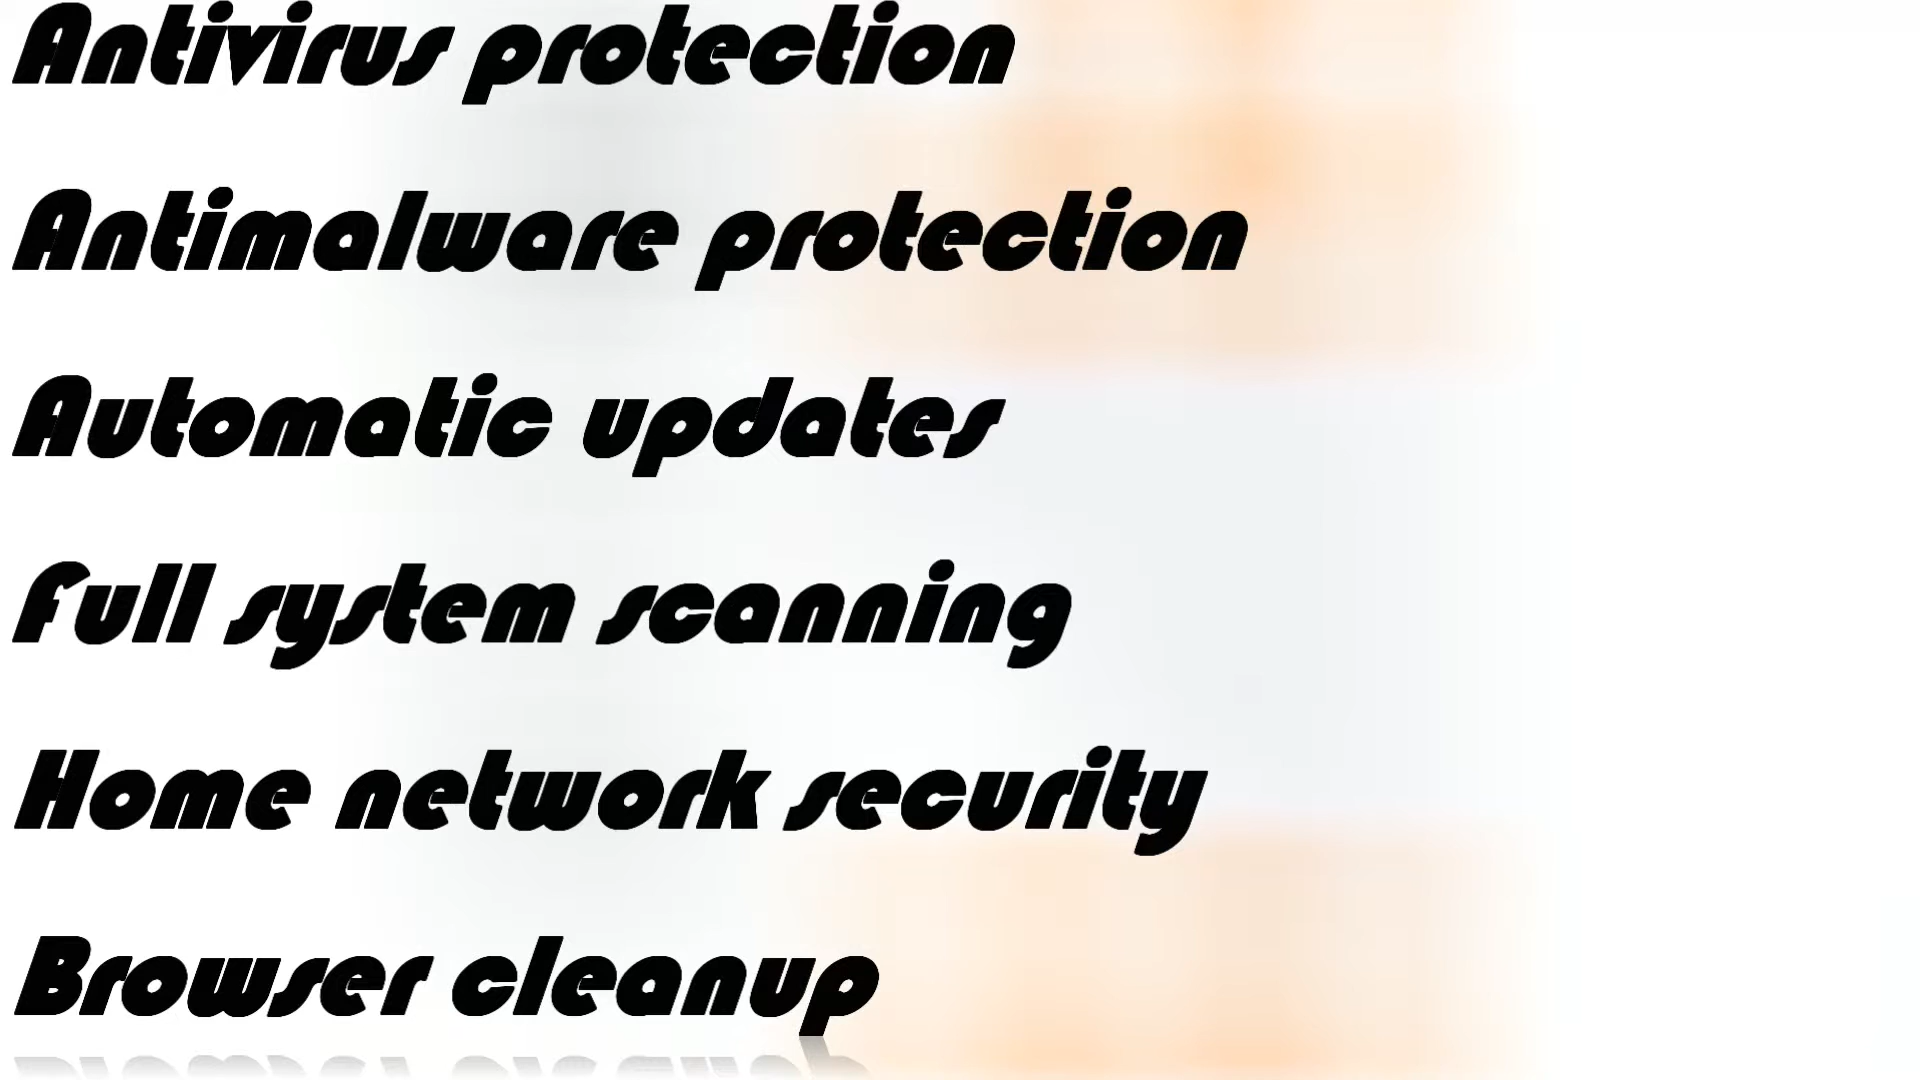 Antivirus protection
Antimalware protection
Automatic updates
Full system scanning
Home network security
Browser cleanup